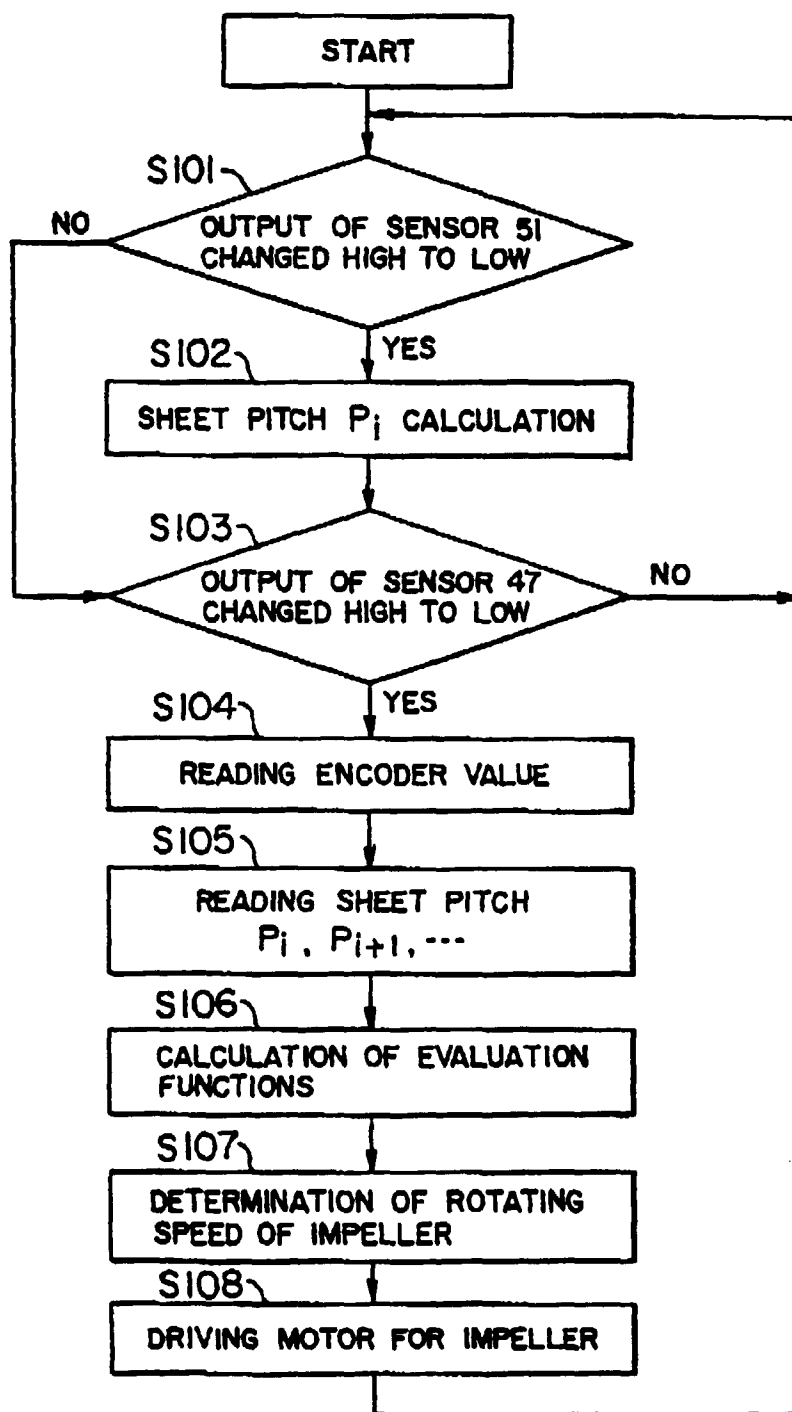 START
S101
NO
OUTPUT OF SENSOR 51
CHANGED HIGH TO LOW
YES
S102
SHEET PITCH Pi CALCULATION
S103
OUTPUT OF SENSOR 47
CHANGED HIGH TO LOW
NO
YES
S104
READING ENCODER VALUE
S105
READING SHEET PITCH
Pi, Pi+1, ---
S106
CALCULATION OF EVALUATION
FUNCTIONS
S107
DETERMINATION OF ROTATING
SPEED OF IMPELLER
S108
DRIVING MOTOR FOR IMPELLER